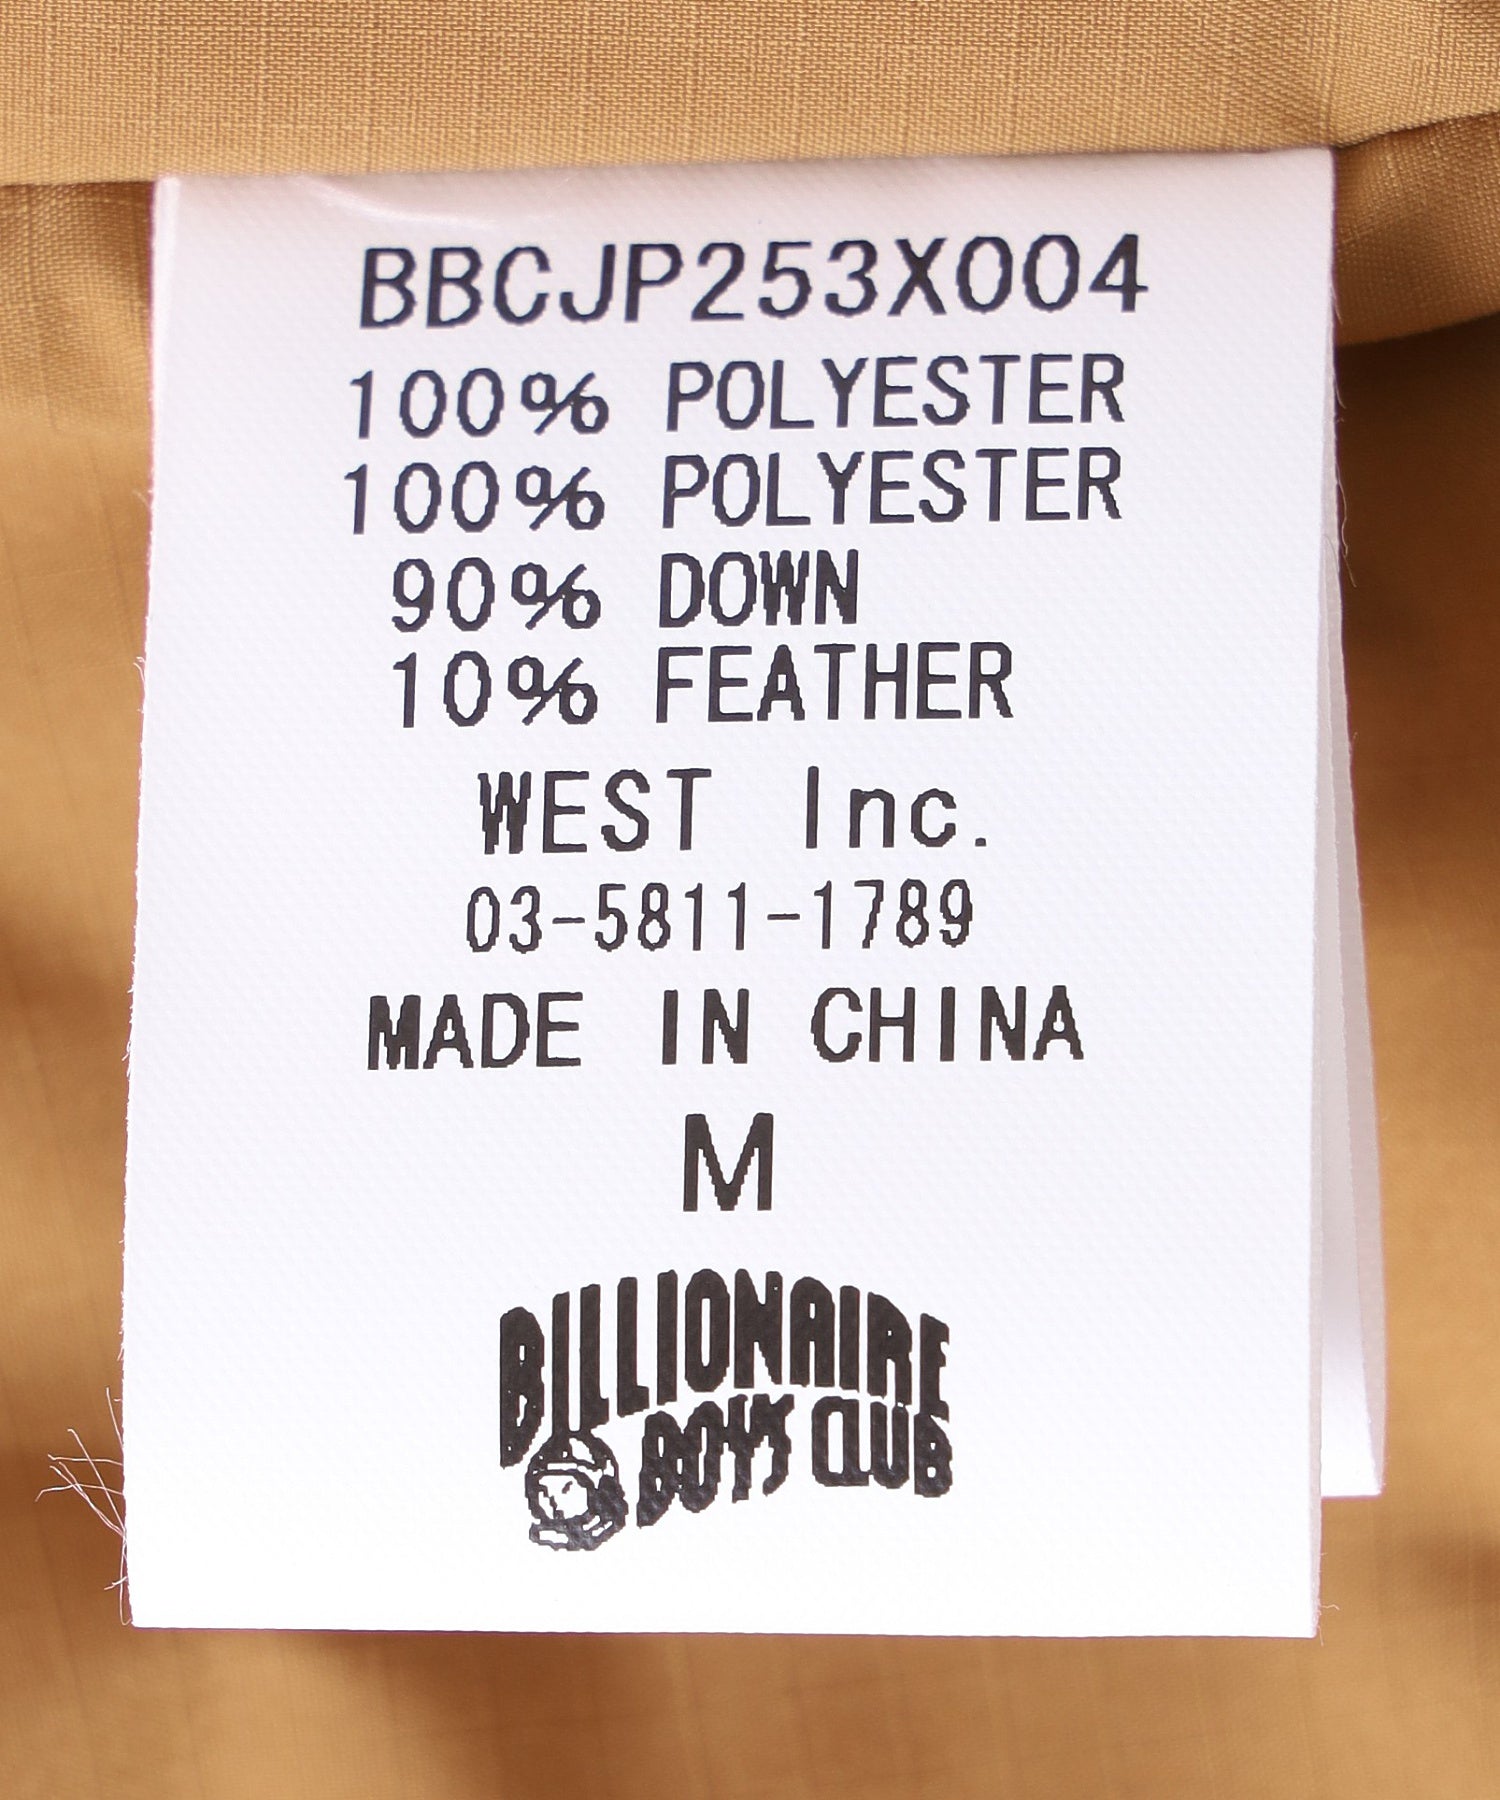 BBCJP253X004
100% POLYESTER
100% POLYESTER
90% DOWN
10% FEATHER
WEST Inc.
03-5811-1789
MADE IN CHINA
M
BILLIONAIRE
BOYS CLUB